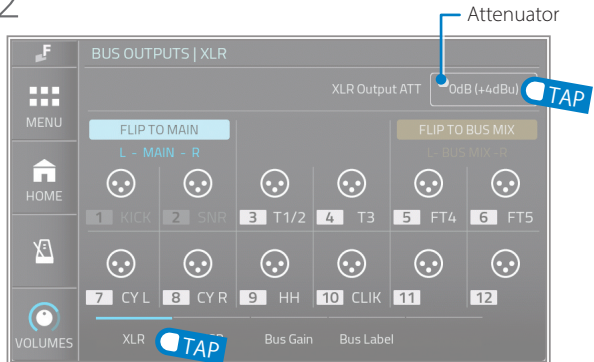 2
Attenuator
BUS OUTPUTS | XLR
XLR Output ATT 0dB (+4dBu)
TAP
MENU
FLIP TO MAIN
FLIP TO BUS MIX
L - MAIN - R
L- BUS MIX -R
HOME
1 KICK 2 SNR 3 T1/2 4 T3 5 FT4 6 FT5
7 CY L 8 CY R 9 HH 10 CLIK 11 12
VOLUMES
XLR TAP Bus Gain Bus Label